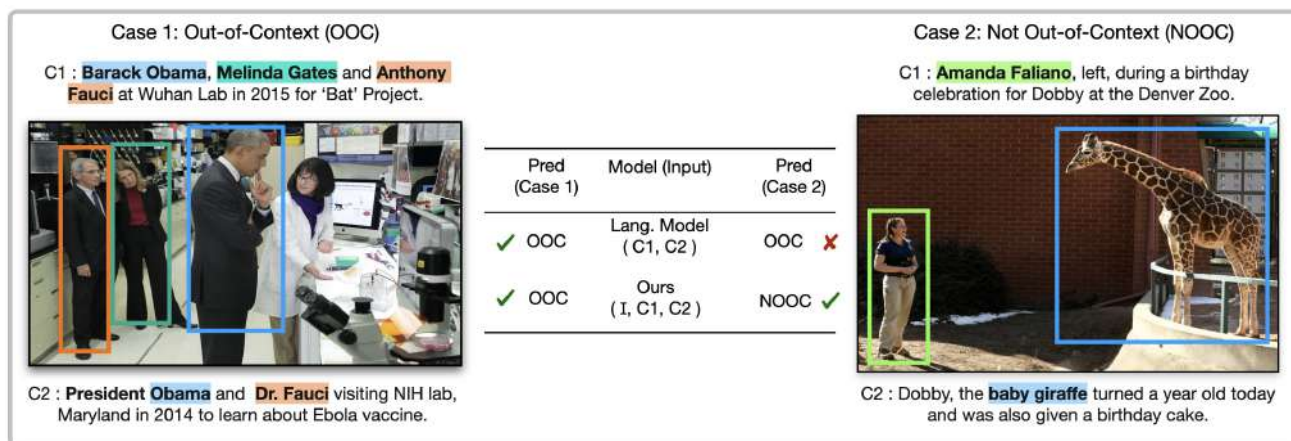 Case 1: Out-of-Context (OOC)
C1 : Barack Obama, Melinda Gates and Anthony
Fauci at Wuhan Lab in 2015 for ‘Bat’ Project.
C2 : President Obama and Dr. Fauci visiting NIH lab,
Maryland in 2014 to learn about Ebola vaccine.
Pred
(Case 1)
Model (Input)
Pred
(Case 2)
✓ OOC
Lang. Model
( C1, C2 )
OOC ✗
✓ OOC
Ours
( I, C1, C2 )
NOOC ✓
Case 2: Not Out-of-Context (NOOC)
C1 : Amanda Faliano, left, during a birthday
celebration for Dobby at the Denver Zoo.
C2 : Dobby, the baby giraffe turned a year old today
and was also given a birthday cake.